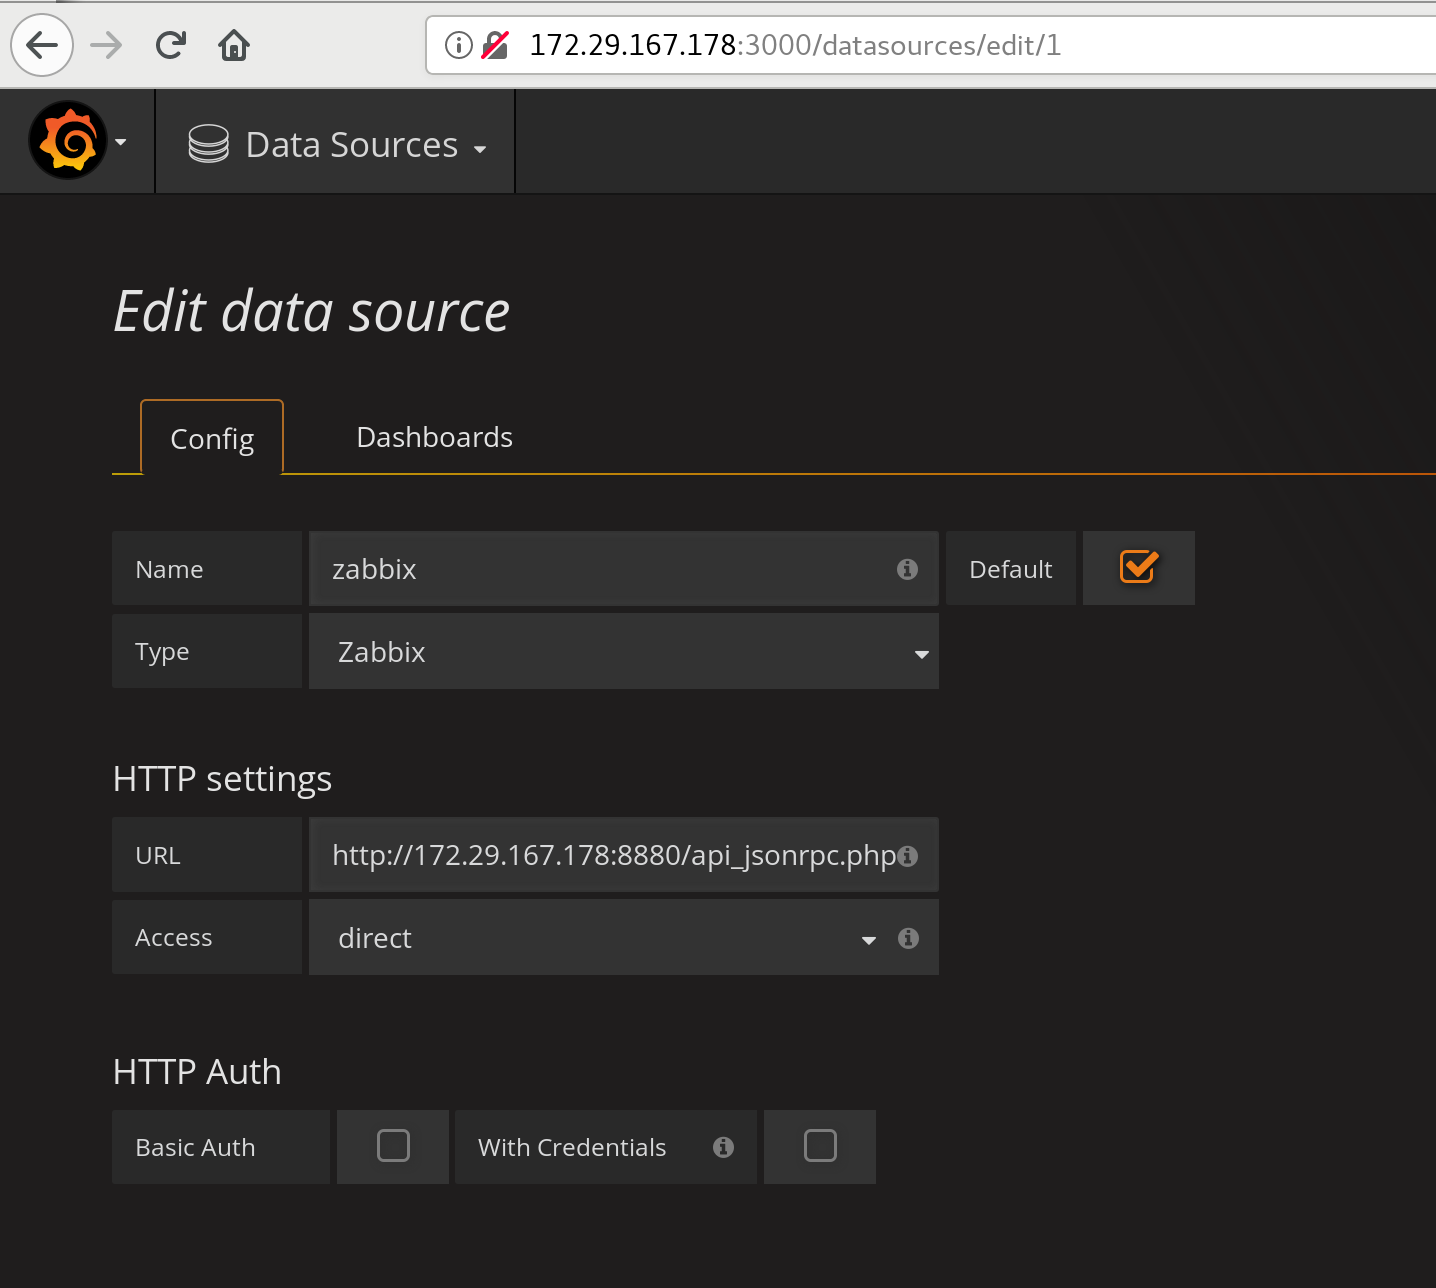 172.29.167.178:3000/datasources/edit/1
Data Sources
Edit data source
Config Dashboards
Name zabbix Default
Type Zabbix
HTTP settings
URL http://172.29.167.178:8880/api_jsonrpc.php
Access direct
HTTP Auth
Basic Auth With Credentials